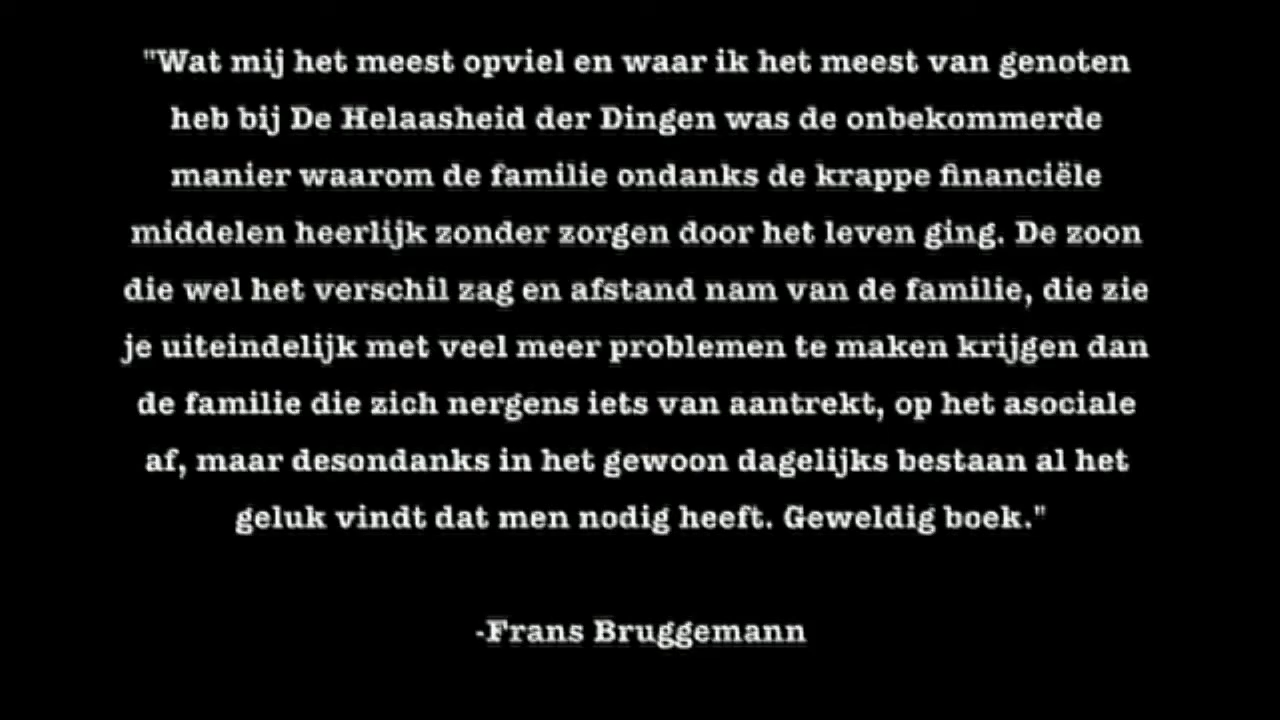 "Wat mij het meest opviel en waar ik het meest van genoten
heb bij De Helaasheid der Dingen was de onbekommerde
manier waarom de familie ondanks de krappe financiële
middelen heerlijk zonder zorgen door het leven ging. De zoon
die wel het verschil zag en afstand nam van de familie, die zie
je uiteindelijk met veel meer problemen te maken krijgen dan
de familie die zich nergens iets van aantrekt, op het asociale
af, maar desondanks in het gewoon dagelijks bestaan al het
geluk vindt dat men nodig heeft. Geweldig boek."
-Frans Bruggemann